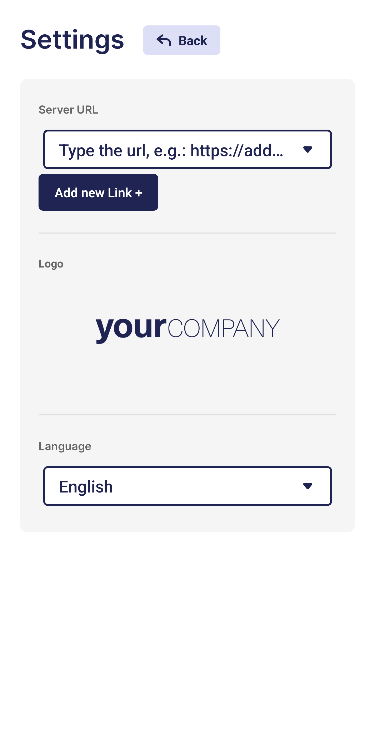 Settings
Back
Server URL
Type the url, e.g.: https://add...
Add new Link +
Logo
yourCOMPANY
Language
English